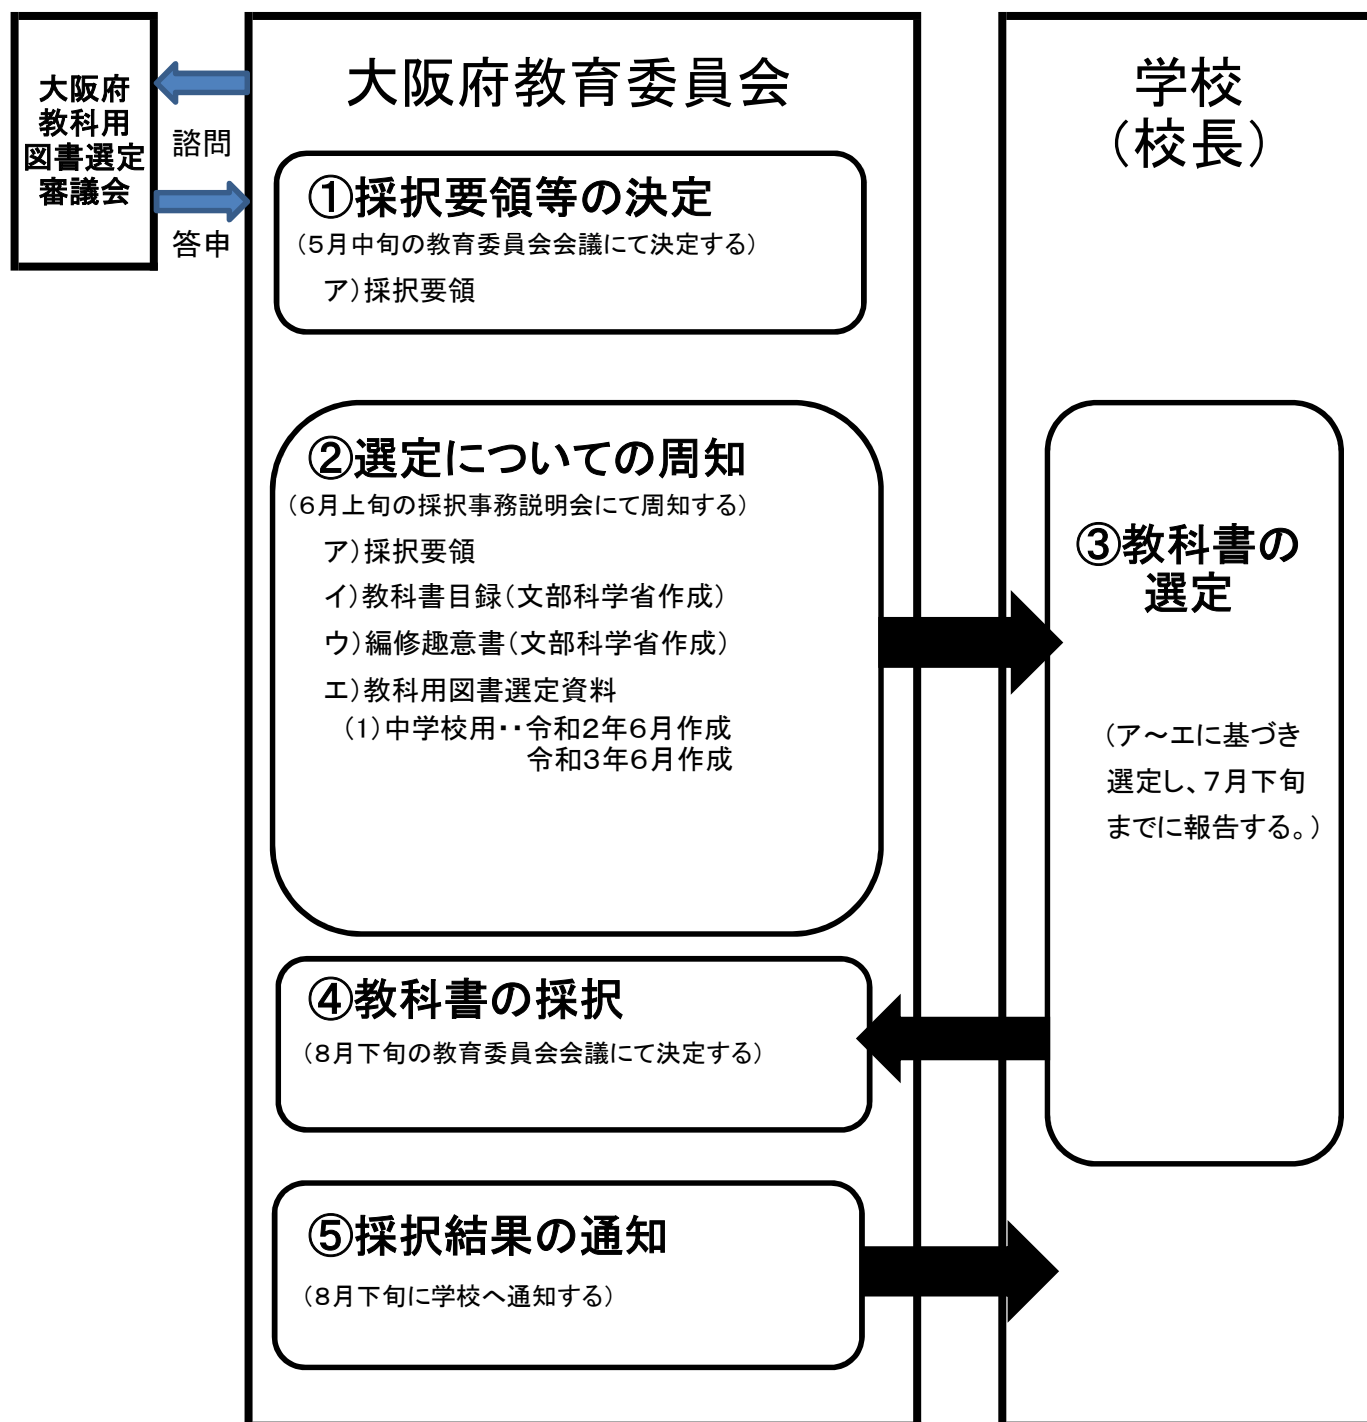 大阪府
教科用
図書選定
審議会
諮問
答申
大阪府教育委員会
①採択要領等の決定
(5月中旬の教育委員会会議にて決定する)
ア)採択要領
②選定についての周知
(6月上旬の採択事務説明会にて周知する)
ア)採択要領
イ)教科書目録(文部科学省作成)
ウ)編修趣意書(文部科学省作成)
エ)教科用図書選定資料
(1)中学校用・・令和2年6月作成
令和3年6月作成
④教科書の採択
(8月下旬の教育委員会会議にて決定する)
⑤採択結果の通知
(8月下旬に学校へ通知する)
学校
(校長)
③教科書の
選定
(ア～エに基づき
選定し、7月下旬
までに報告する。)